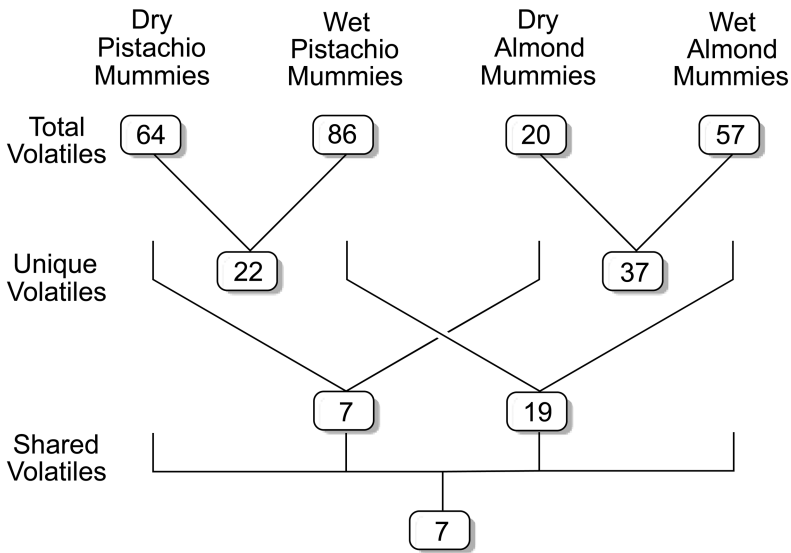 Dry
Pistachio
Mummies
Wet
Pistachio
Mummies
Dry
Almond
Mummies
Wet
Almond
Mummies
Total
Volatiles
64
86
20
57
Unique
Volatiles
22
37
7
19
Shared
Volatiles
7